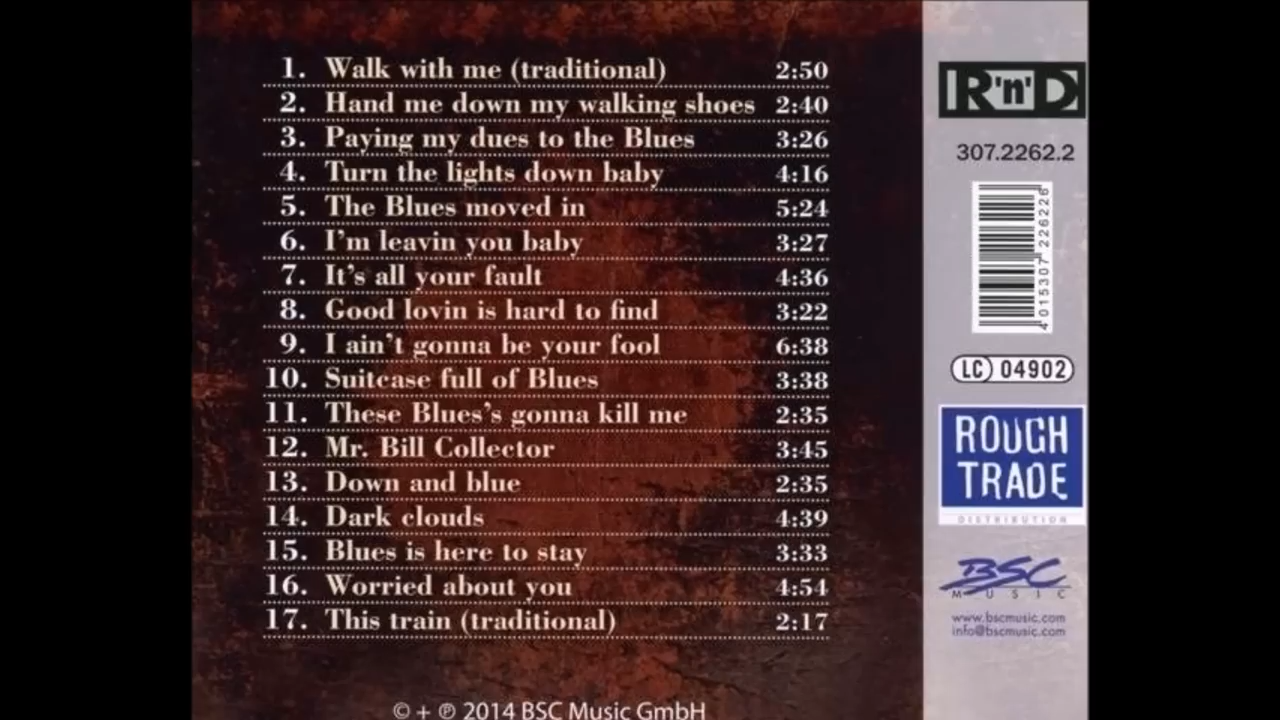 1. Walk with me (traditional) 2:50
2. Hand me down my walking shoes 2:40
3. Paying my dues to the Blues 3:26
4. Turn the lights down baby 4:16
5. The Blues moved in 5:24
6. I'm leavin you baby 3:27
7. It's all your fault 4:36
8. Good lovin is hard to find 3:22
9. I ain't gonna be your fool 6:38
10. Suitcase full of Blues 3:38
11. These Blues's gonna kill me 2:35
12. Mr. Bill Collector 3:45
13. Down and blue 2:35
14. Dark clouds 4:39
15. Blues is here to stay 3:33
16. Worried about you 4:54
17. This train (traditional) 2:17
© + ℗ 2014 BSC Music GmbH
R'n'D
307.2262.2
4 015307 226226
LC 04902
ROUGH
TRADE
DISTRIBUTION
BSC
MUSIC
www.bscmusic.com
info@bscmusic.com